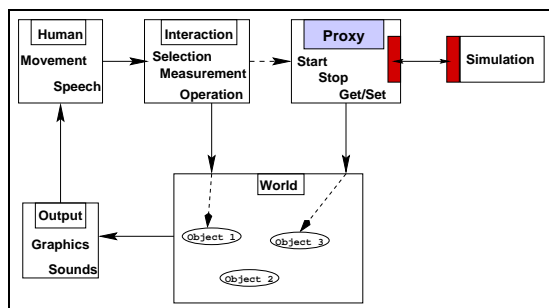 Human
Movement
Speech
Interaction
Selection
Measurement
Operation
Proxy
Start
Stop
Get/Set
Simulation
World
Object 1
Object 3
Object 2
Output
Graphics
Sounds